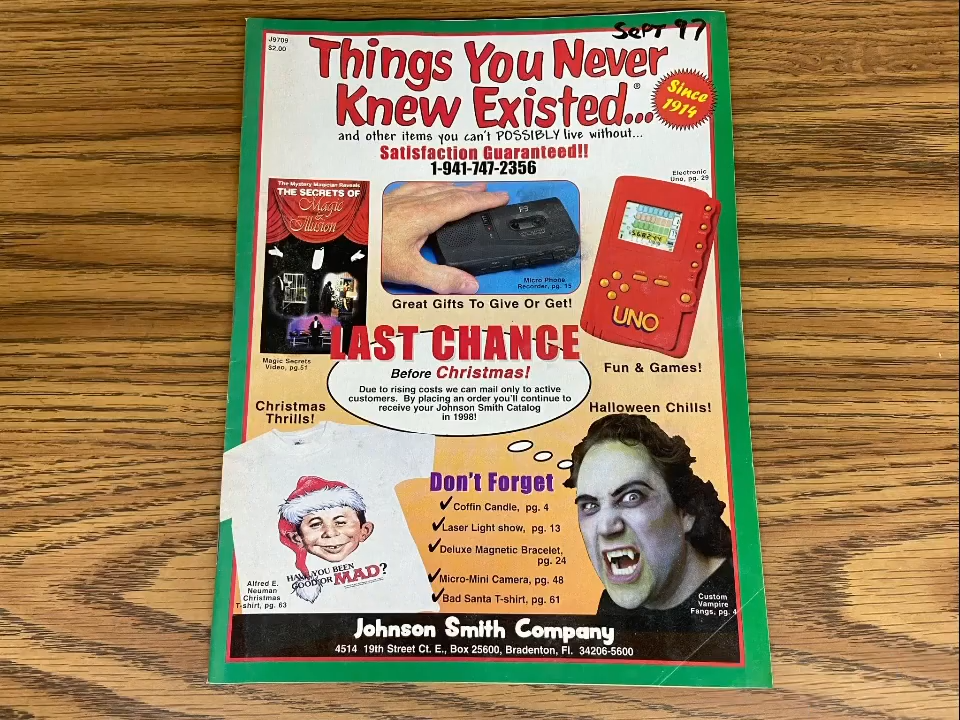 Sept 97
J9709
$2.00
Things You Never
Knew Existed...®
Since
1914
and other items you can't POSSIBLY live without...
Satisfaction Guaranteed!!
1-941-747-2356
Electronic
Uno, pg. 29
The Mystery Magician Reveals
THE SECRETS OF
Magic
&
Illusion
Micro Phone
Recorder, pg. 15
UNO
Great Gifts To Give Or Get!
Magic Secrets
Video, pg.51
LAST CHANCE
Before Christmas!
Fun & Games!
Due to rising costs we can mail only to active
customers. By placing an order you'll continue to
receive your Johnson Smith Catalog
in 1998!
Christmas
Thrills!
Halloween Chills!
Don't Forget
✓Coffin Candle, pg. 4
✓Laser Light show, pg. 13
✓Deluxe Magnetic Bracelet,
pg. 24
✓Micro-Mini Camera, pg. 48
✓Bad Santa T-shirt, pg. 61
HAVE YOU BEEN
GOOD OR MAD?
Alfred E.
Neuman
Christmas
T-shirt, pg. 63
Custom
Vampire
Fangs, pg. 4
Johnson Smith Company
4514 19th Street Ct. E., Box 25600, Bradenton, Fl. 34206-5600